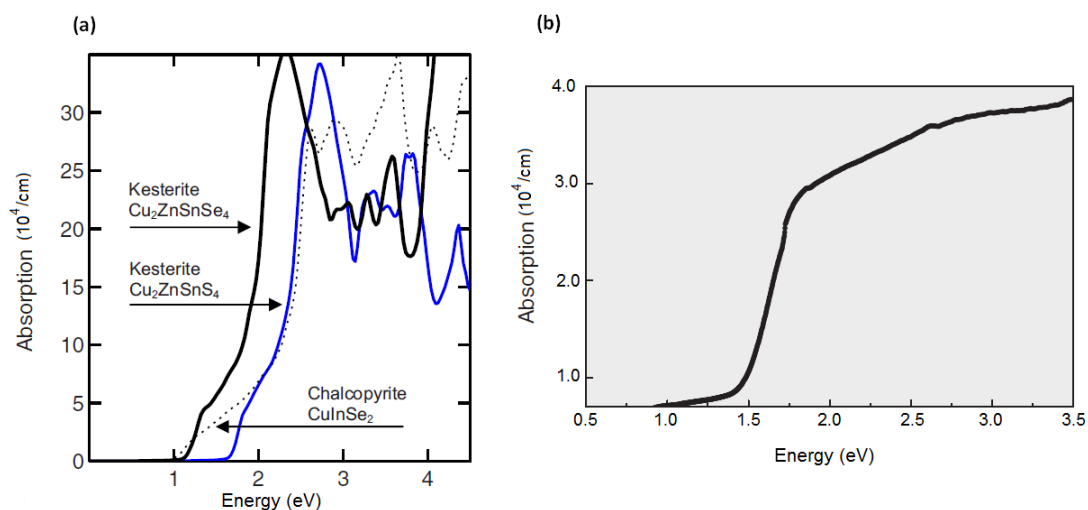 (a)
Absorption (10⁴/cm)
30
25
20
15
10
5
0
Kesterite
Cu₂ZnSnSe₄
Kesterite
Cu₂ZnSnS₄
Chalcopyrite
CuInSe₂
1
2
3
4
Energy (eV)
(b)
Absorption (10⁴/cm)
4.0
3.0
2.0
1.0
0.5
1.0
1.5
2.0
2.5
3.0
3.5
Energy (eV)